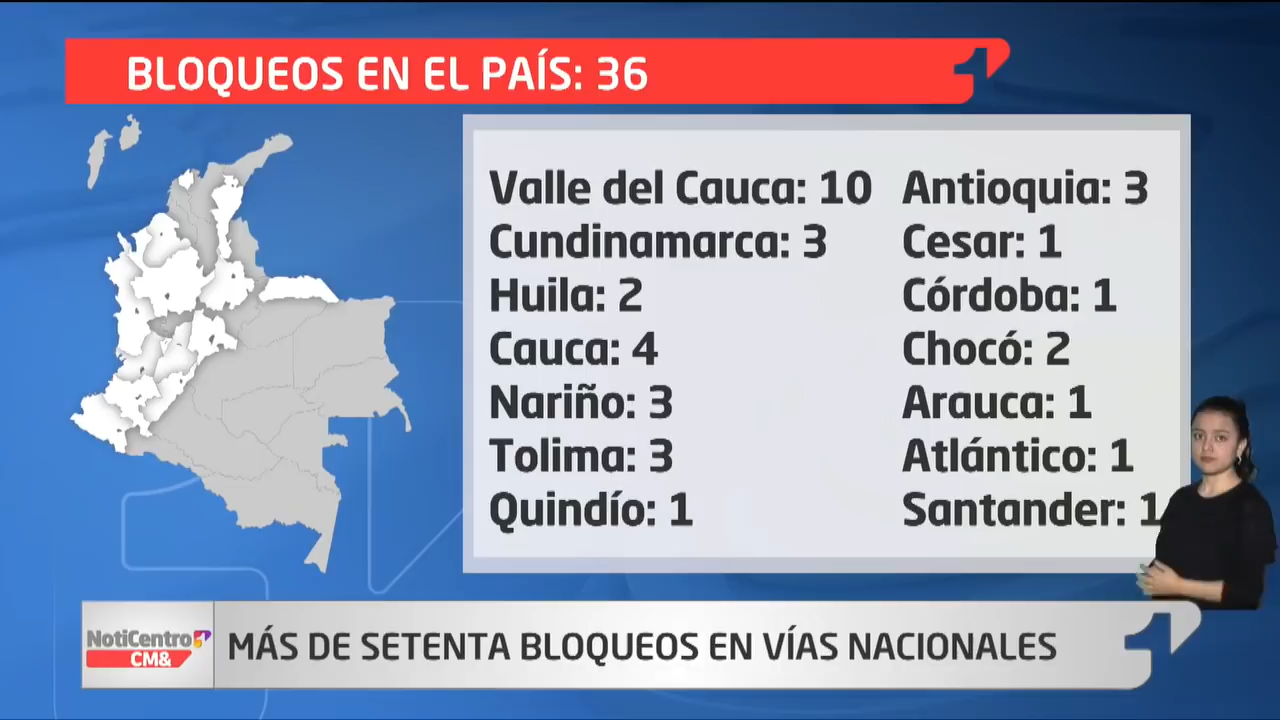 BLOQUEOS EN EL PAÍS: 36
Valle del Cauca: 10
Cundinamarca: 3
Huila: 2
Cauca: 4
Nariño: 3
Tolima: 3
Quindío: 1
Antioquia: 3
Cesar: 1
Córdoba: 1
Chocó: 2
Arauca: 1
Atlántico: 1
Santander: 1
NotiCentro 1
CM&
MÁS DE SETENTA BLOQUEOS EN VÍAS NACIONALES